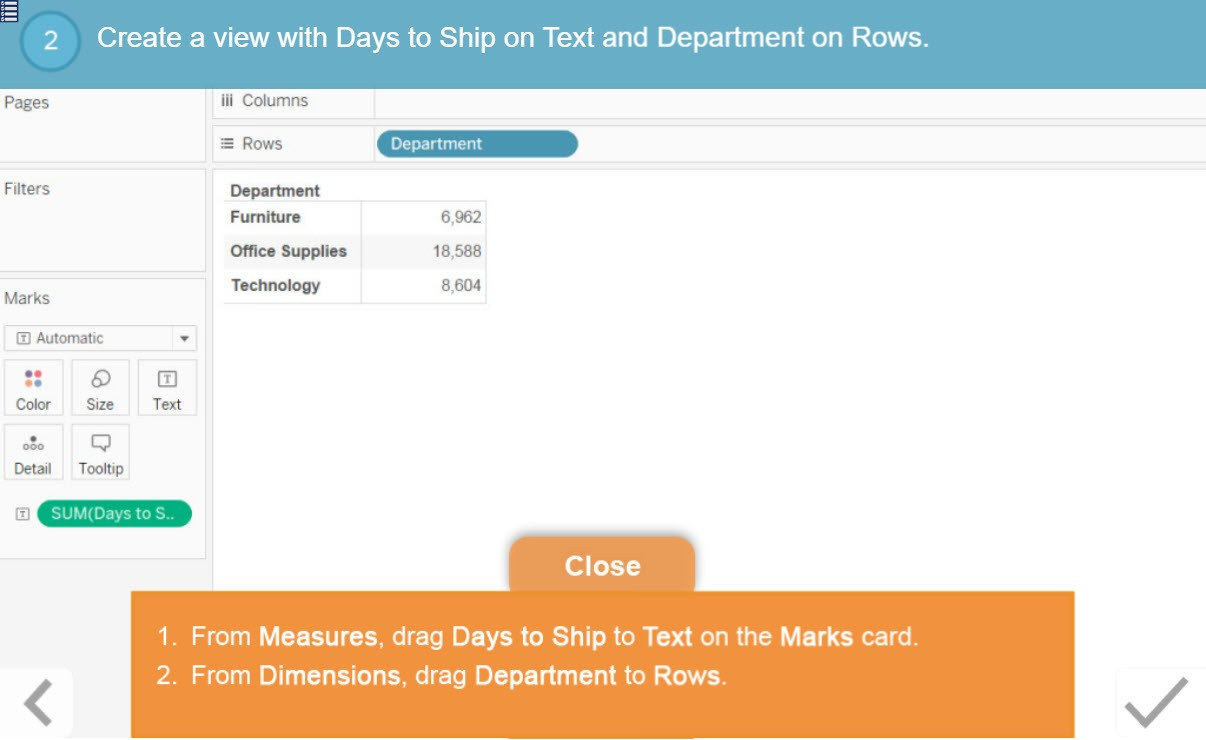 2
Create a view with Days to Ship on Text and Department on Rows.
Pages
iii Columns
Rows
Department
Filters
Department
Furniture 6,962
Office Supplies 18,588
Technology 8,604
Marks
T Automatic
Color
Size
T
Text
Detail
Tooltip
T SUM(Days to S..
Close
1. From Measures, drag Days to Ship to Text on the Marks card.
2. From Dimensions, drag Department to Rows.